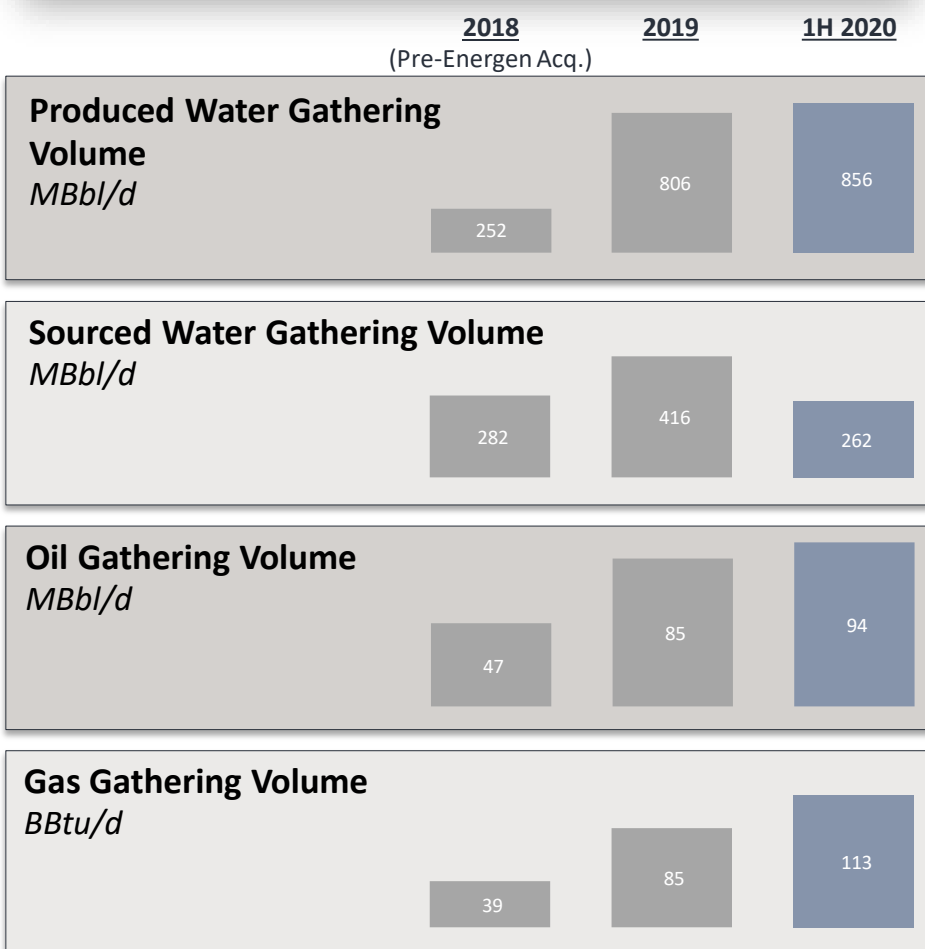 2018 2019 1H 2020
(Pre-Energen Acq.)
Produced Water Gathering
Volume
MBbl/d
252 806 856
Sourced Water Gathering Volume
MBbl/d
282 416 262
Oil Gathering Volume
MBbl/d
47 85 94
Gas Gathering Volume
BBtu/d
39 85 113